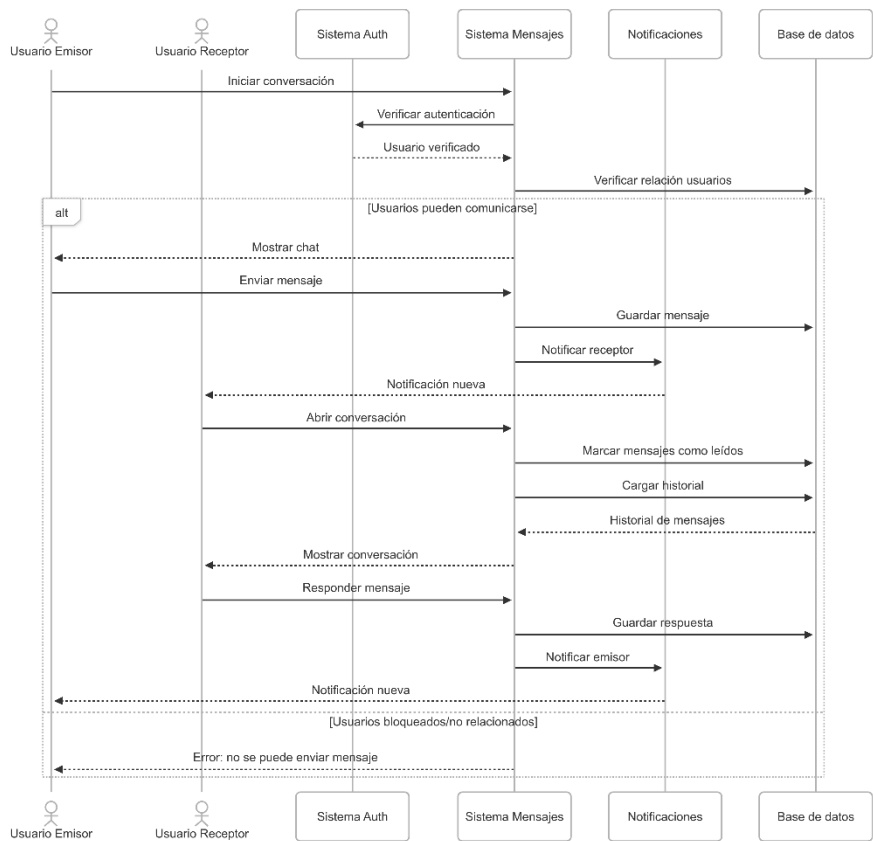 Usuario Emisor
Usuario Receptor
Sistema Auth
Sistema Mensajes
Notificaciones
Base de datos
Iniciar conversación
Verificar autenticación
Usuario verificado
Verificar relación usuarios
alt
[Usuarios pueden comunicarse]
Mostrar chat
Enviar mensaje
Guardar mensaje
Notificar receptor
Notificación nueva
Abrir conversación
Marcar mensajes como leídos
Cargar historial
Historial de mensajes
Mostrar conversación
Responder mensaje
Guardar respuesta
Notificar emisor
Notificación nueva
[Usuarios bloqueados/no relacionados]
Error: no se puede enviar mensaje
Usuario Emisor
Usuario Receptor
Sistema Auth
Sistema Mensajes
Notificaciones
Base de datos